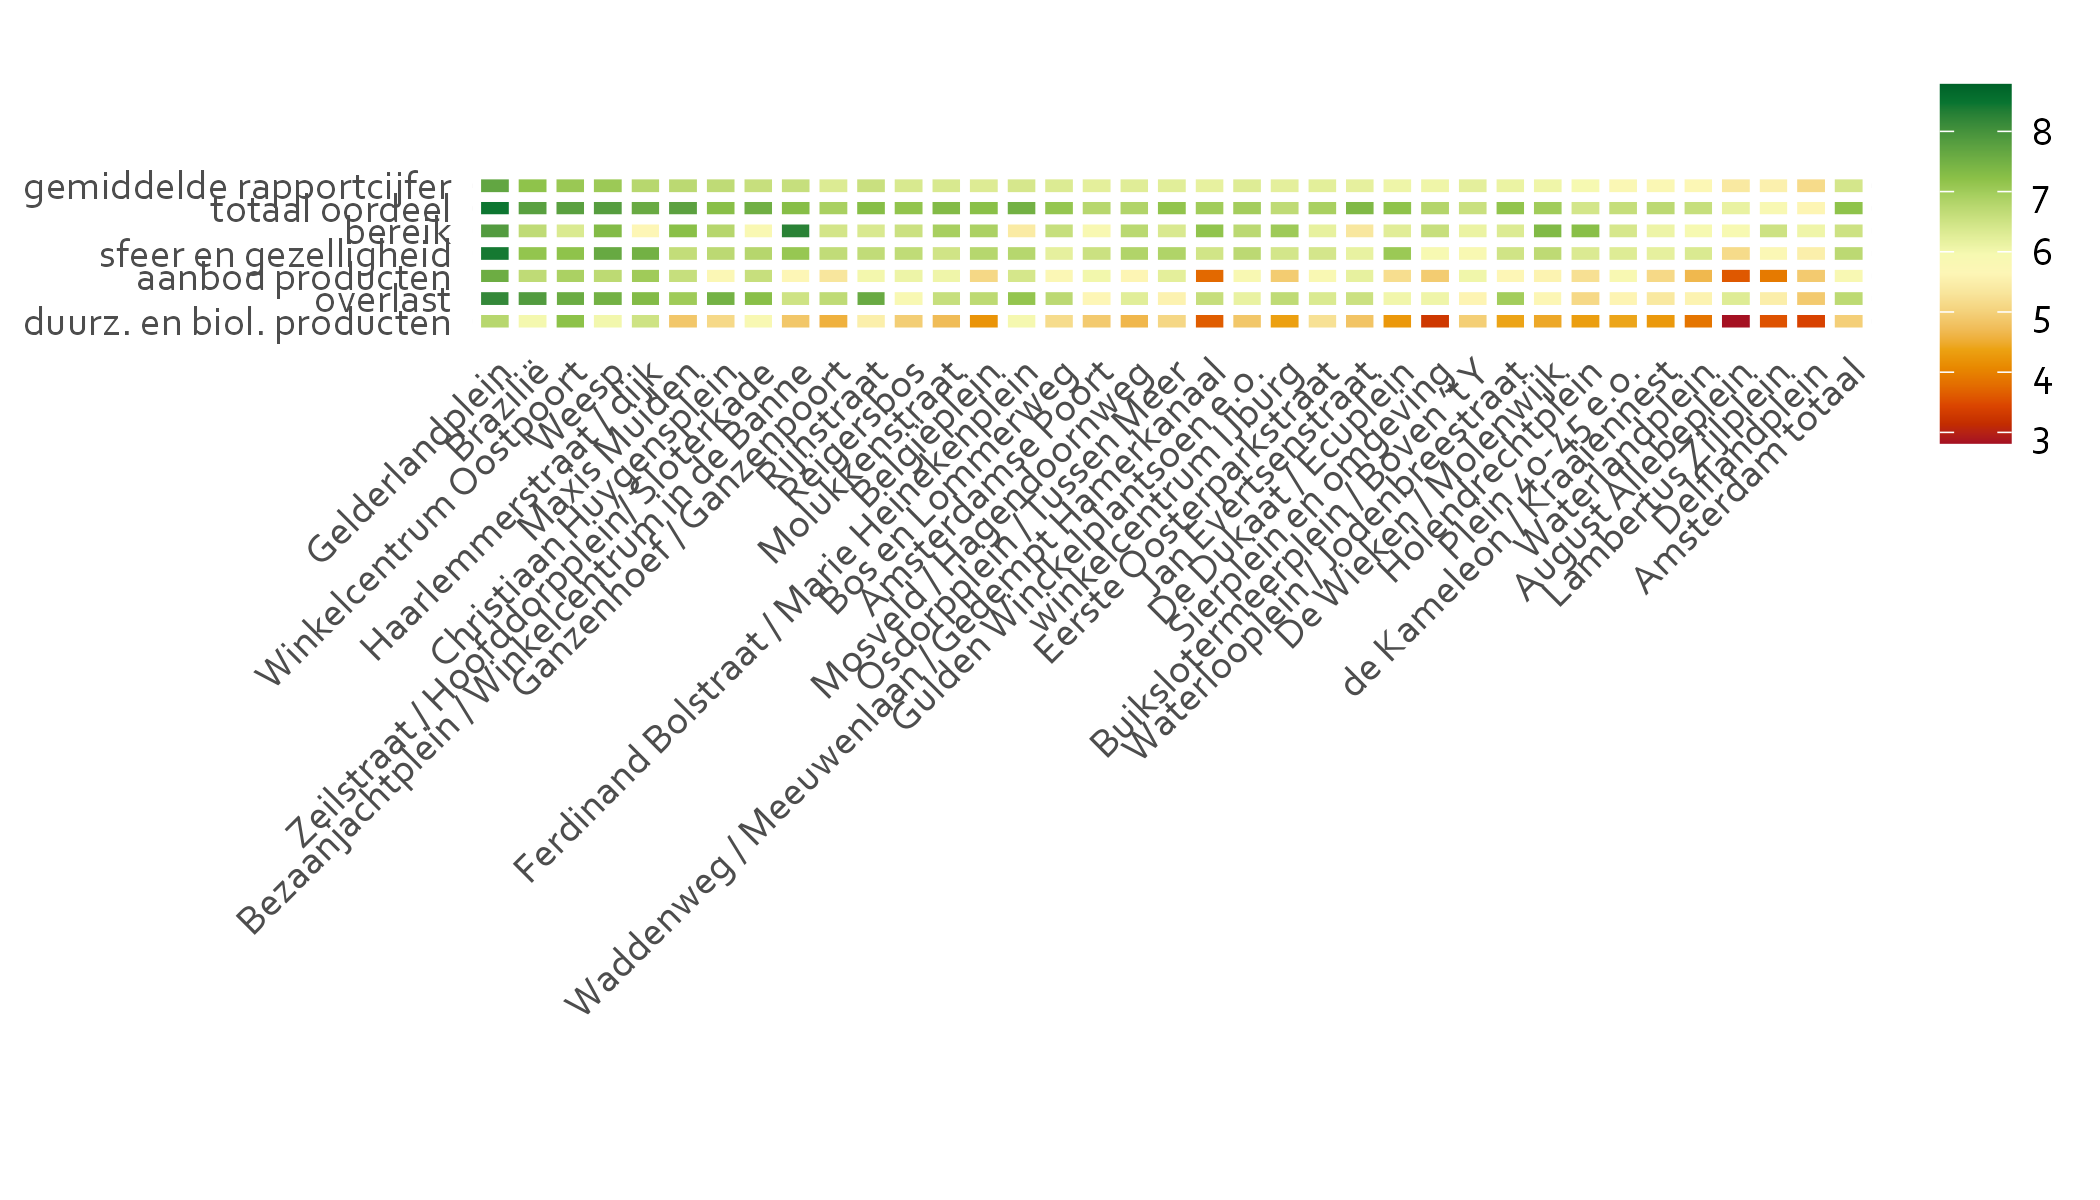 gemiddelde rapportcijfer
totaal oordeel
bereik
sfeer en gezelligheid
aanbod producten
overlast
duurz. en biol. producten
Gelderlandplein
Brazilië
Winkelcentrum Oostpoort
Weesp
Haarlemmerstraat / dijk
Maxis Muiden
Christiaan Huygensplein
Zeilstraat / Hoofddorpplein/ Sloterkade
Bezaanjachtplein / Winkelcentrum in de Banne
Ganzenhoef / Ganzenpoort
Rijnstraat
Reigersbos
Molukkenstraat
Belgiëplein
Ferdinand Bolstraat / Marie Heinekenplein
Bos en Lommerweg
Amsterdamse Poort
Mosveld / Hagendoornweg
Osdorpplein / Tussen Meer
Waddenweg / Meeuwenlaan / Gedempt Hamerkanaal
Gulden Winckelplantsoen e.o.
winkelcentrum IJburg
Eerste Oosterparkstraat
Jan Evertsenstraat
De Dukaat / Ecuplein
Sierplein en omgeving
Buikslotermeerplein / Boven 't Y
Waterlooplein / Jodenbreestraat
De Wieken / Molenwijk
Holendrechtplein
Plein 40-45 e.o.
de Kameleon / Kraaiennest
Waterlandplein
August Allebéplein
Lambertus Zijlplein
Delflandplein
Amsterdam totaal
8
7
6
5
4
3